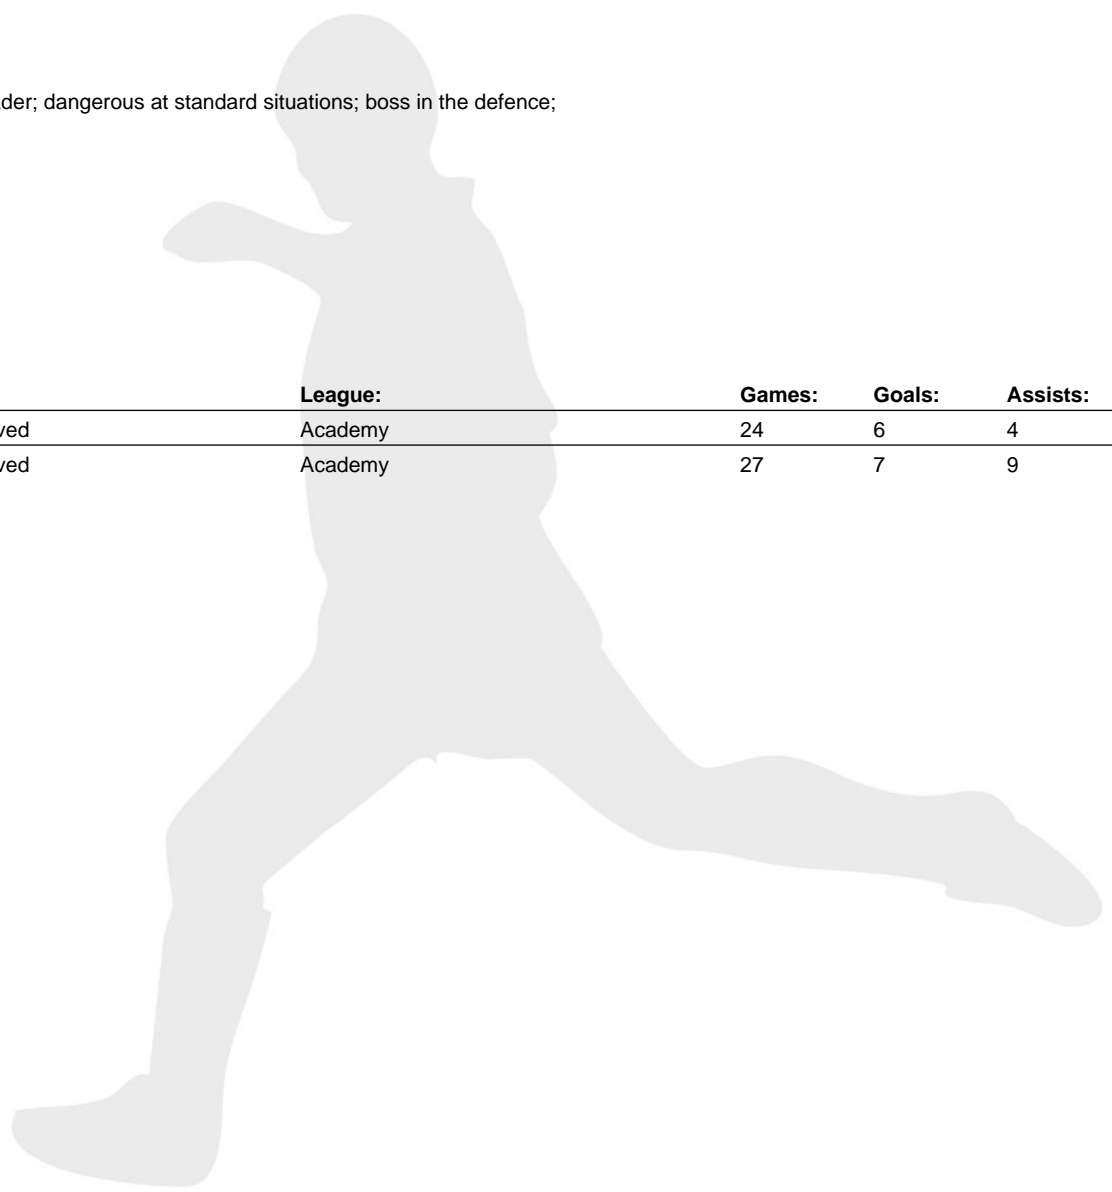 der; dangerous at standard situations; boss in the defence;
League: Games: Goals: Assists:
ved Academy 24 6 4
ved Academy 27 7 9